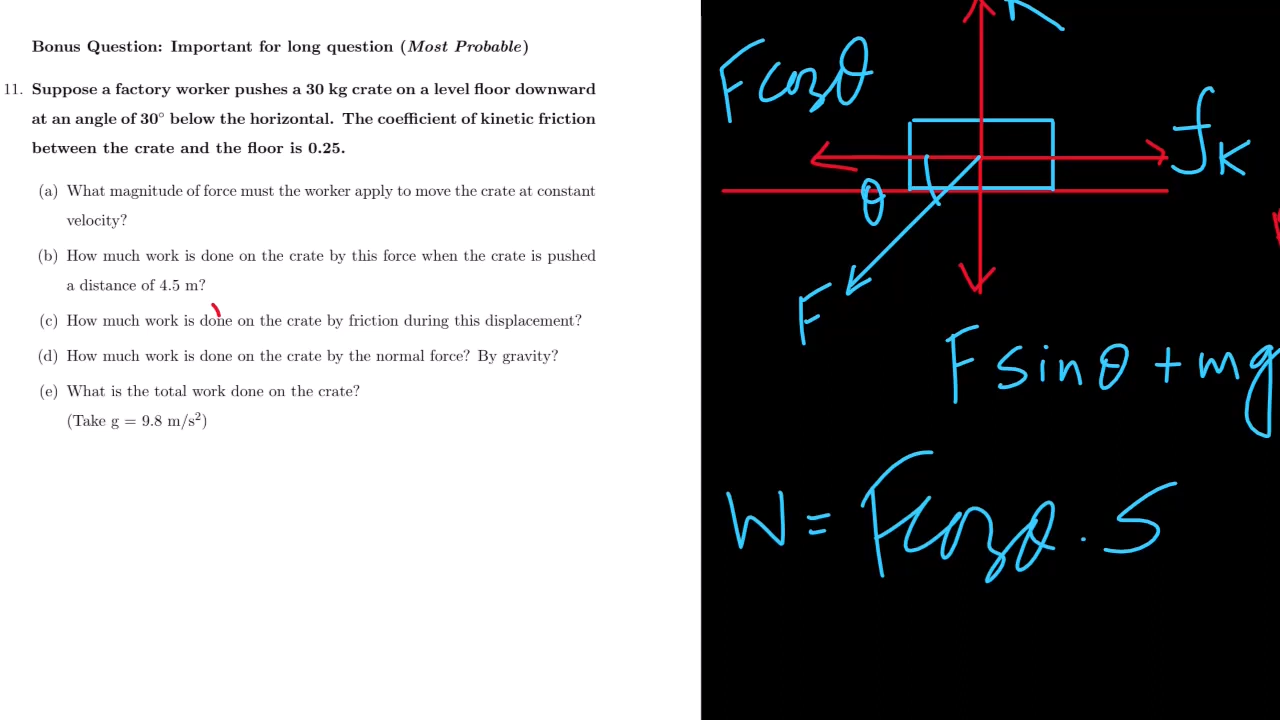 Bonus Question: Important for long question (Most Probable)
11. Suppose a factory worker pushes a 30 kg crate on a level floor downward
at an angle of 30° below the horizontal. The coefficient of kinetic friction
between the crate and the floor is 0.25.
(a) What magnitude of force must the worker apply to move the crate at constant
velocity?
(b) How much work is done on the crate by this force when the crate is pushed
a distance of 4.5 m?
(c) How much work is done on the crate by friction during this displacement?
(d) How much work is done on the crate by the normal force? By gravity?
(e) What is the total work done on the crate?
(Take g = 9.8 m/s²)
F cosθ
fK
θ
F
F sinθ + mg
W = Fcosθ . S